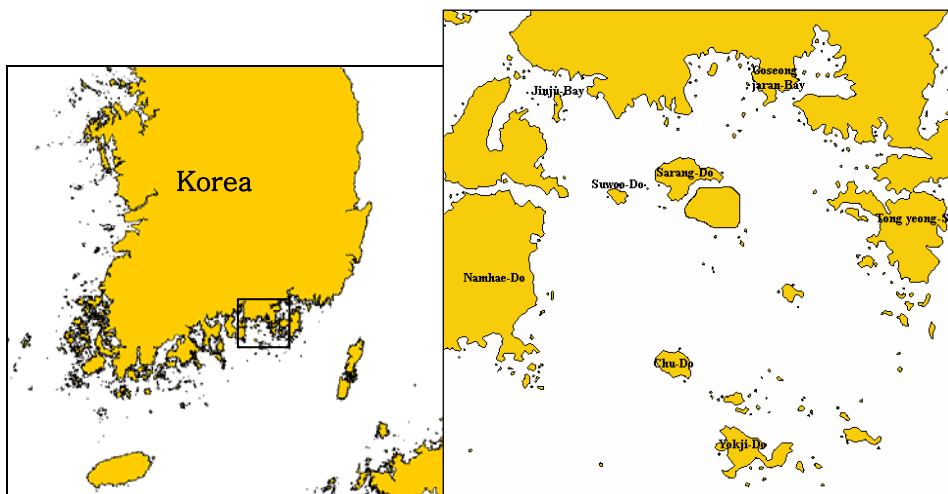 Korea
Goseong
jaran-Bay
Jinju-Bay
Sarang-Do
Suwoo-Do
Tong yeong-S
Namhae-Do
Chu-Do
Yokji-Do